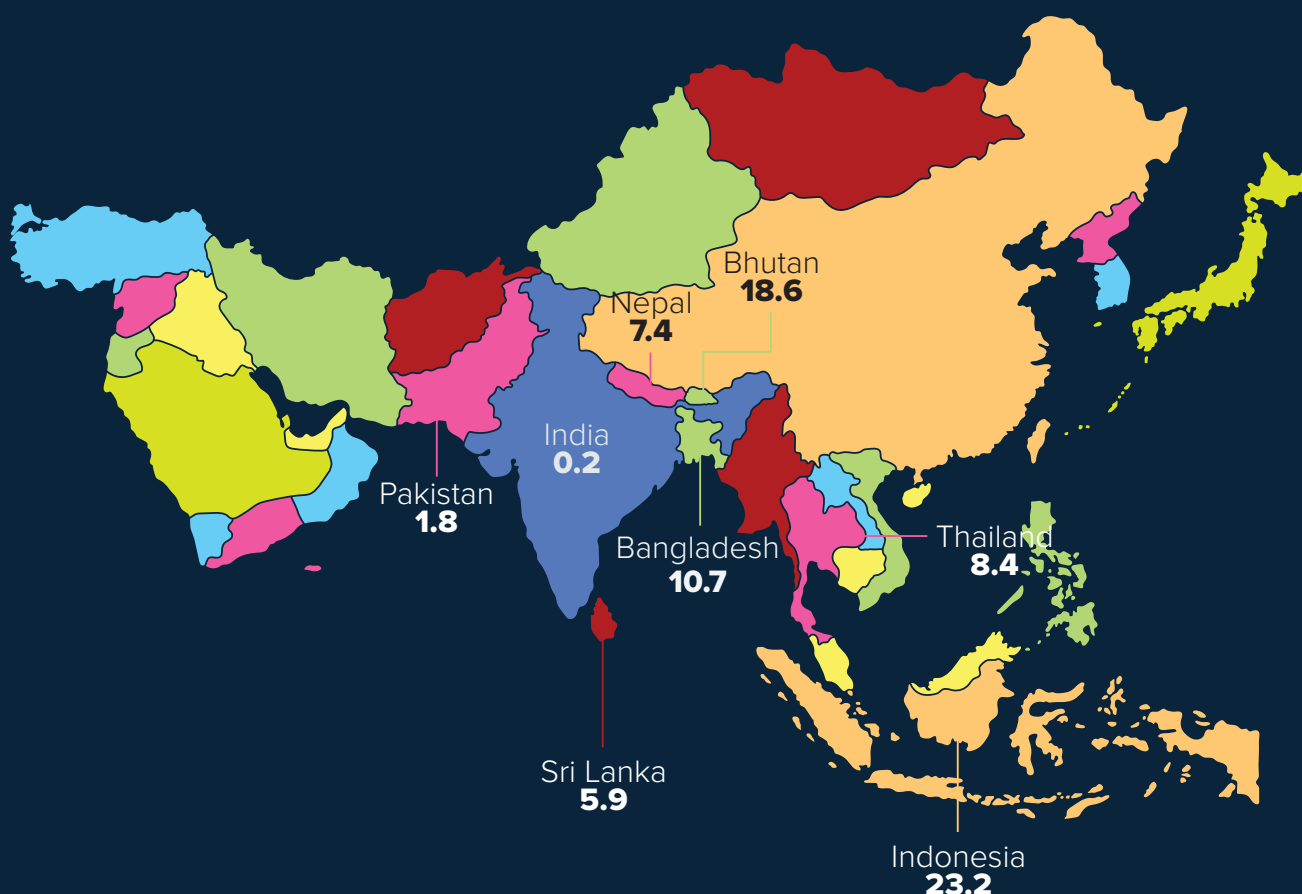 Bhutan
18.6
Nepal
7.4
India
0.2
Pakistan
1.8
Bangladesh
10.7
Thailand
8.4
Sri Lanka
5.9
Indonesia
23.2